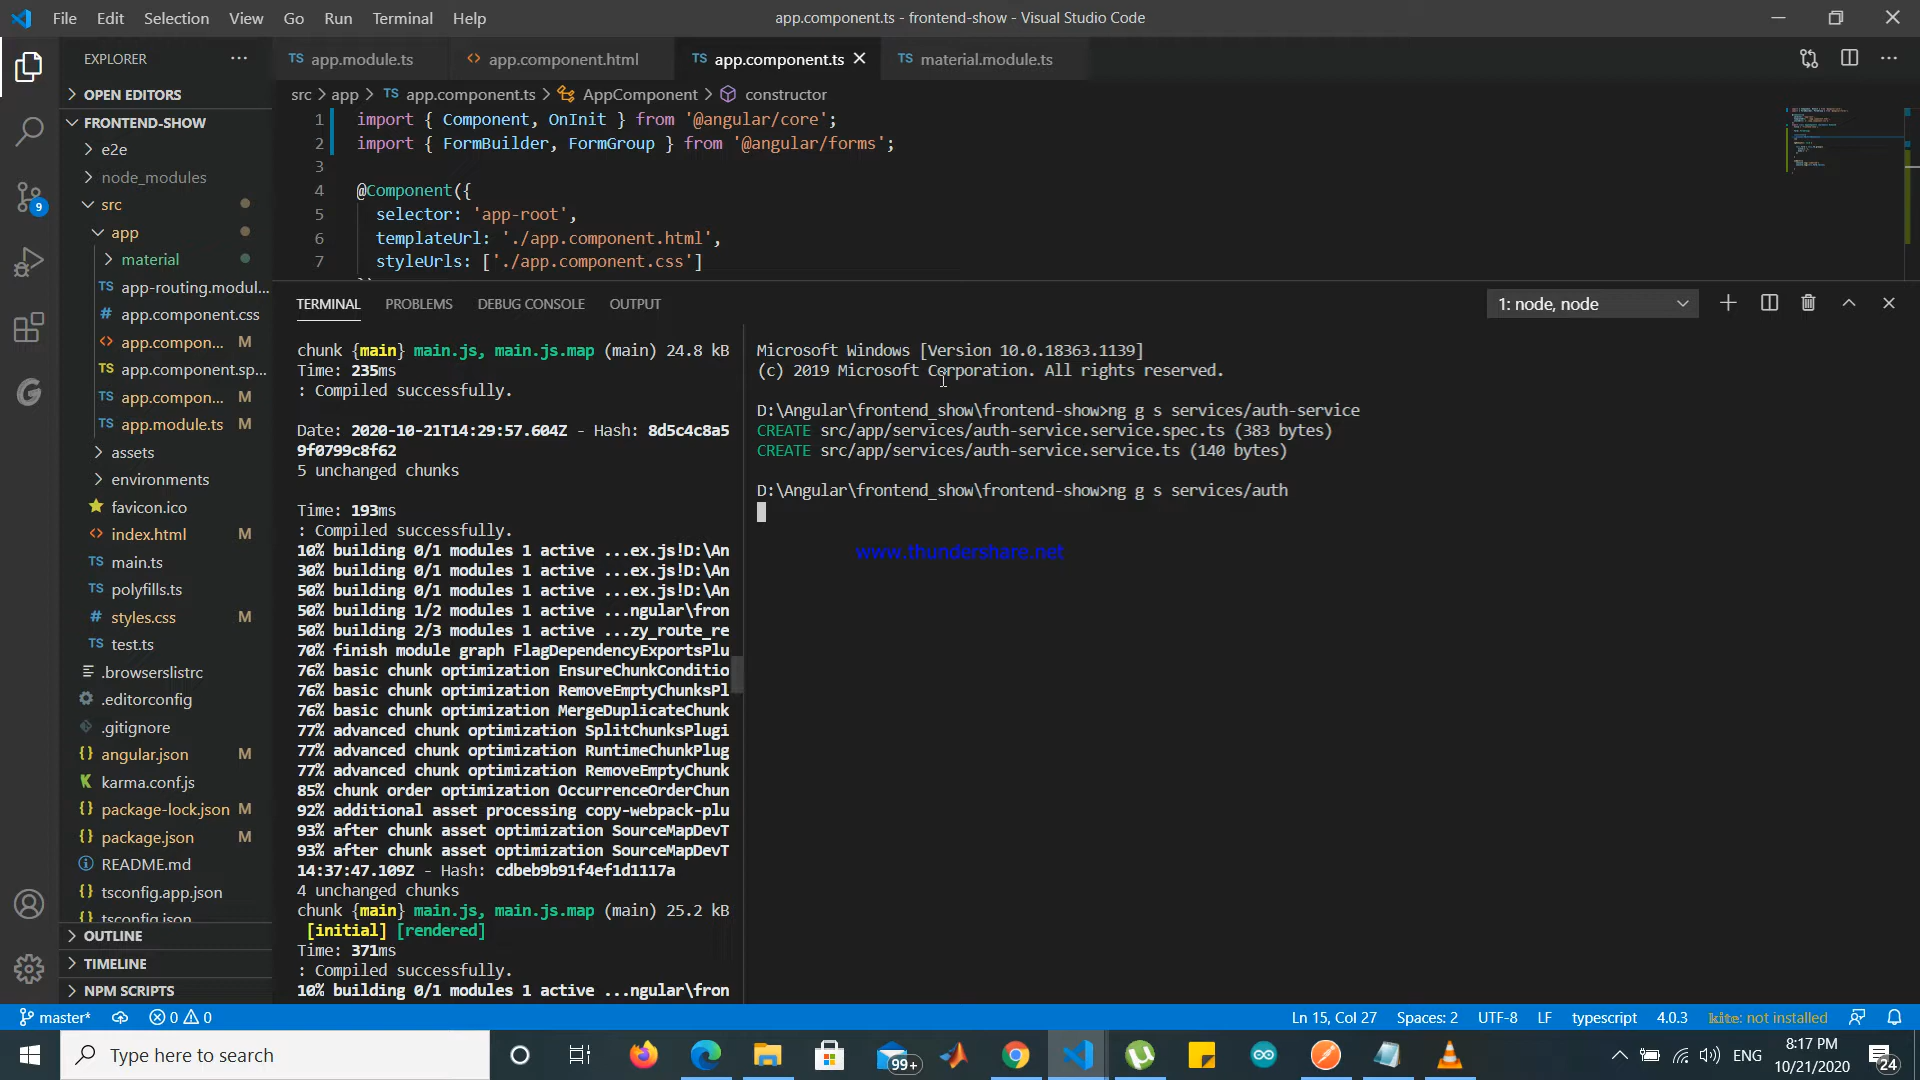 File Edit Selection View Go Run Terminal Help
app.component.ts - frontend-show - Visual Studio Code
EXPLORER
OPEN EDITORS
FRONTEND-SHOW
e2e
node_modules
src
app
material
app-routing.modul...
app.component.css
app.compon... M
app.component.sp...
app.compon... M
app.module.ts
assets
environments
favicon.ico
index.html M
main.ts
polyfills.ts
styles.css M
test.ts
.browserslistrc
.editorconfig
.gitignore
angular.json M
karma.conf.js
package-lock.json M
package.json M
README.md
tsconfig.app.json
tsconfig.json
OUTLINE
TIMELINE
NPM SCRIPTS
9
TS app.module.ts
<> app.component.html
TS app.component.ts
TS material.module.ts
src > app > TS app.component.ts > AppComponent > constructor
1 import { Component, OnInit } from '@angular/core';
2 import { FormBuilder, FormGroup } from '@angular/forms';
3
4 @Component({
5 selector: 'app-root',
6 templateUrl: './app.component.html',
7 styleUrls: ['./app.component.css']
TERMINAL PROBLEMS DEBUG CONSOLE OUTPUT
1: node, node
chunk {main} main.js, main.js.map (main) 24.8 kB
Time: 235ms
: Compiled successfully.
Date: 2020-10-21T14:29:57.604Z - Hash: 8d5c4c8a5
9f0799c8f62
5 unchanged chunks
Time: 193ms
: Compiled successfully.
10% building 0/1 modules 1 active ...ex.js!D:\An
30% building 0/1 modules 1 active ...ex.js!D:\An
50% building 0/1 modules 1 active ...ex.js!D:\An
50% building 1/2 modules 1 active ...ngular\fron
50% building 2/3 modules 1 active ...zy_route_re
70% finish module graph FlagDependencyExportsPlu
76% basic chunk optimization EnsureChunkConditio
76% basic chunk optimization RemoveEmptyChunksPl
76% basic chunk optimization MergeDuplicateChunk
77% advanced chunk optimization SplitChunksPlugi
77% advanced chunk optimization RuntimeChunkPlug
77% advanced chunk optimization RemoveEmptyChunk
85% chunk order optimization OccurrenceOrderChun
92% additional asset processing copy-webpack-plu
93% after chunk asset optimization SourceMapDevT
93% after chunk asset optimization SourceMapDevT
14:37:47.109Z - Hash: cdbeb9b91f4ef1d1117a
4 unchanged chunks
chunk {main} main.js, main.js.map (main) 25.2 kB
[initial] [rendered]
Time: 371ms
: Compiled successfully.
10% building 0/1 modules 1 active ...ngular\fron
Microsoft Windows [Version 10.0.18363.1139]
(c) 2019 Microsoft Corporation. All rights reserved.
D:\Angular\frontend_show\frontend-show>ng g s services/auth-service
CREATE src/app/services/auth-service.service.spec.ts (383 bytes)
CREATE src/app/services/auth-service.service.ts (140 bytes)
D:\Angular\frontend_show\frontend-show>ng g s services/auth
www.thundershare.net
master* 0 0
Ln 15, Col 27 Spaces: 2 UTF-8 LF typescript 4.0.3 kite: not installed
Type here to search
99+
ENG
8:17 PM
10/21/2020
24